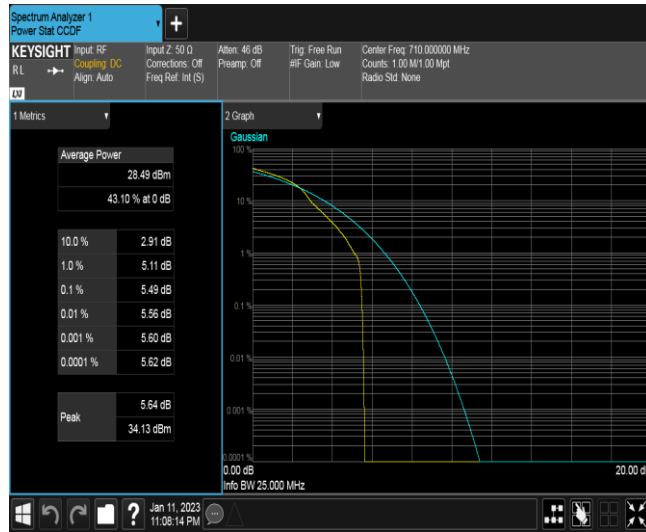 Spectrum Analyzer 1
Power Stat CCDF
KEYSIGHT
RL
LXI
Input: RF
Coupling: DC
Align: Auto
Input Z: 50 Ω
Corrections: Off
Freq Ref: Int (S)
Atten: 46 dB
Preamp: Off
Trig: Free Run
#IF Gain: Low
Center Freq: 710.000000 MHz
Counts: 1.00 M/1.00 Mpt
Radio Std: None
1 Metrics
Average Power
28.49 dBm
43.10 % at 0 dB
10.0 % 2.91 dB
1.0 % 5.11 dB
0.1 % 5.49 dB
0.01 % 5.56 dB
0.001 % 5.60 dB
0.0001 % 5.62 dB
Peak
5.64 dB
34.13 dBm
2 Graph
Gaussian
100 %
10 %
1 %
0.1 %
0.01 %
0.001 %
0.0001 %
0.00 dB
20.00 d
Info BW 25.000 MHz
?
Jan 11, 2023
11:08:14 PM